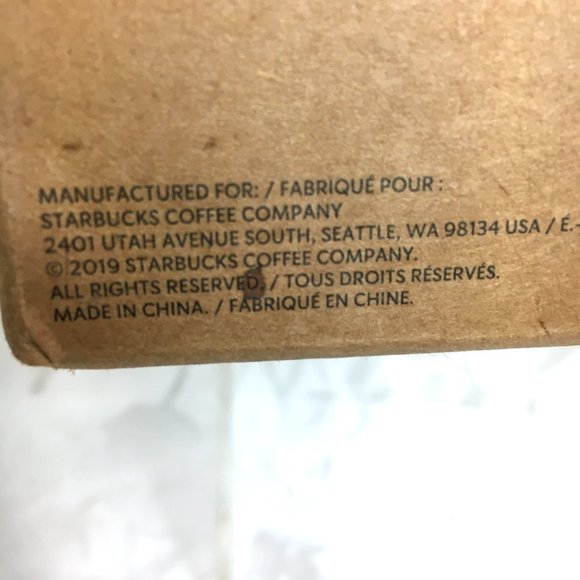 MANUFACTURED FOR: / FABRIQUÉ POUR :
STARBUCKS COFFEE COMPANY
2401 UTAH AVENUE SOUTH, SEATTLE, WA 98134 USA / É.-
© 2019 STARBUCKS COFFEE COMPANY.
ALL RIGHTS RESERVED. / TOUS DROITS RÉSERVÉS.
MADE IN CHINA. / FABRIQUÉ EN CHINE.